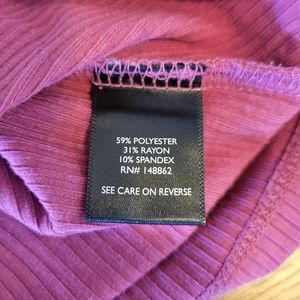 59% POLYESTER
31% RAYON
10% SPANDEX
RN# 148862
SEE CARE ON REVERSE